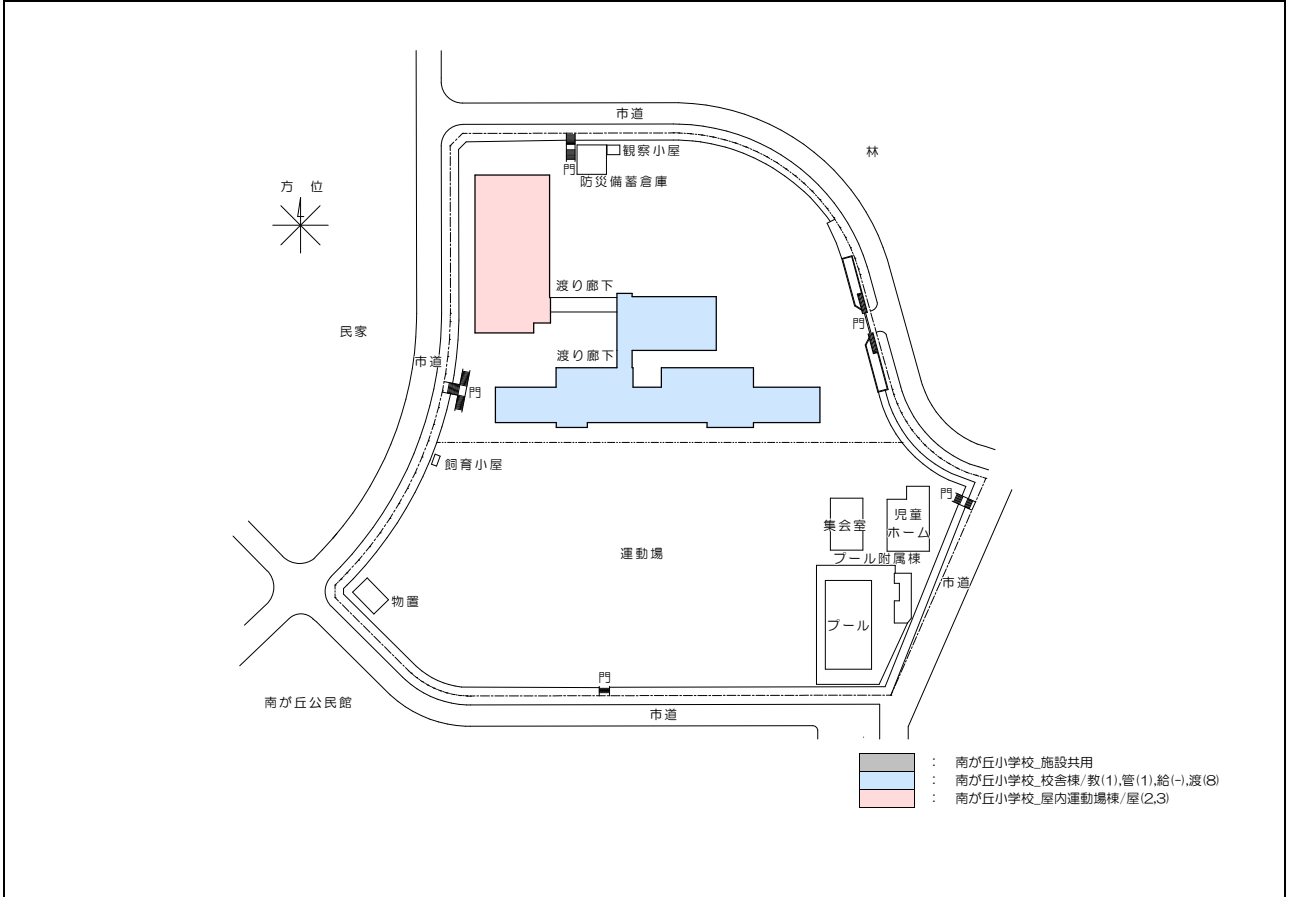 市道
林
観察小屋
門
防災備蓄倉庫
方 位
渡り廊下
門
民家
渡り廊下
市道
門
飼育小屋
門
児童
ホーム
集会室
運動場
プール附属棟
市道
物置
プール
門
南が丘公民館
市道
: 南が丘小学校_施設共用
: 南が丘小学校_校舎棟/教(1),管(1),給(-),渡(8)
: 南が丘小学校_屋内運動場棟/屋(2,3)